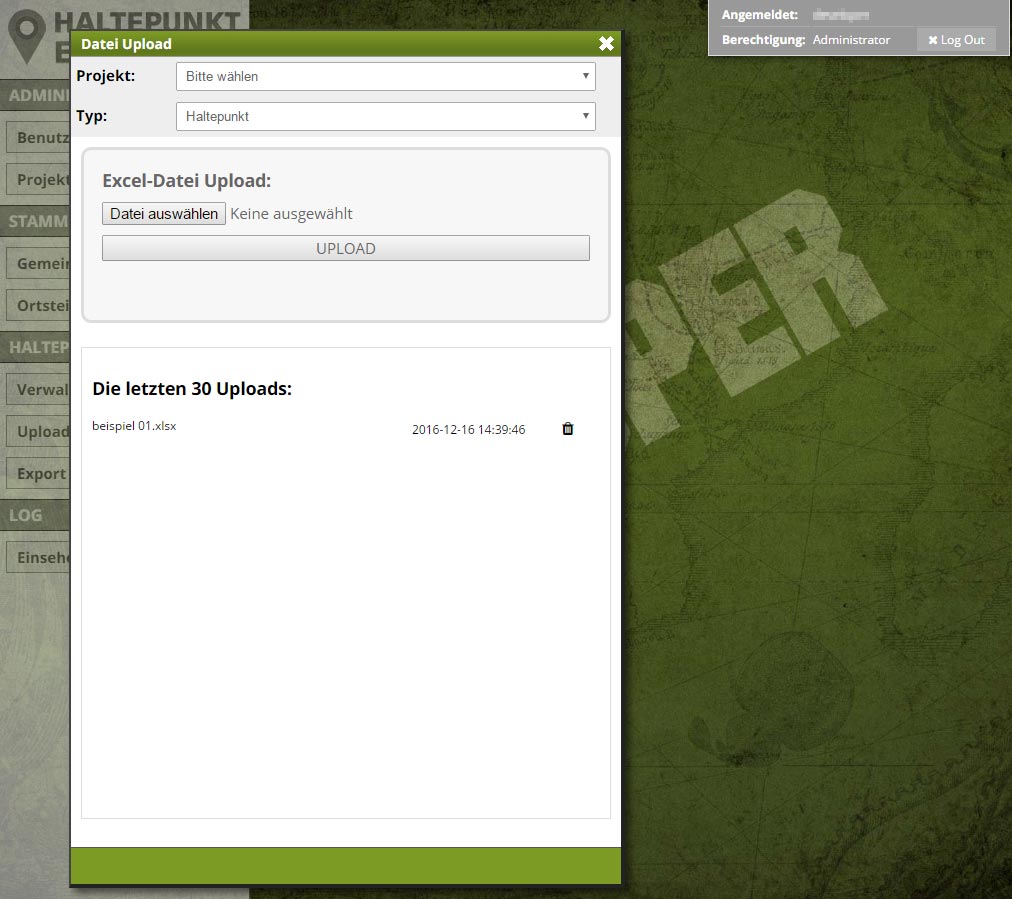 HALTEPUNKT
E
Angemeldet:
Berechtigung: Administrator
✖ Log Out
Datei Upload
Projekt: Bitte wählen
Typ: Haltepunkt
Excel-Datei Upload:
Datei auswählen Keine ausgewählt
UPLOAD
Die letzten 30 Uploads:
beispiel 01.xlsx 2016-12-16 14:39:46
ADMINI
Benutz
Projekt
STAMM
Gemein
Ortstei
HALTEP
Verwal
Upload
Export
LOG
Einsehe
PER